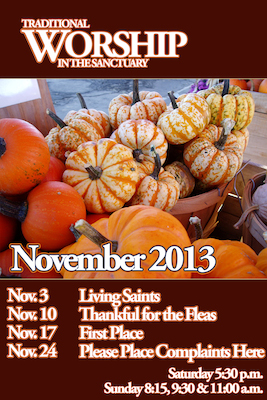 TRADITIONAL
WORSHIP
IN THE SANCTUARY
November 2013
Nov. 3 Living Saints
Nov. 10 Thankful for the Fleas
Nov. 17 First Place
Nov. 24 Please Place Complaints Here
Saturday 5:30 p.m.
Sunday 8:15, 9:30 & 11:00 a.m.